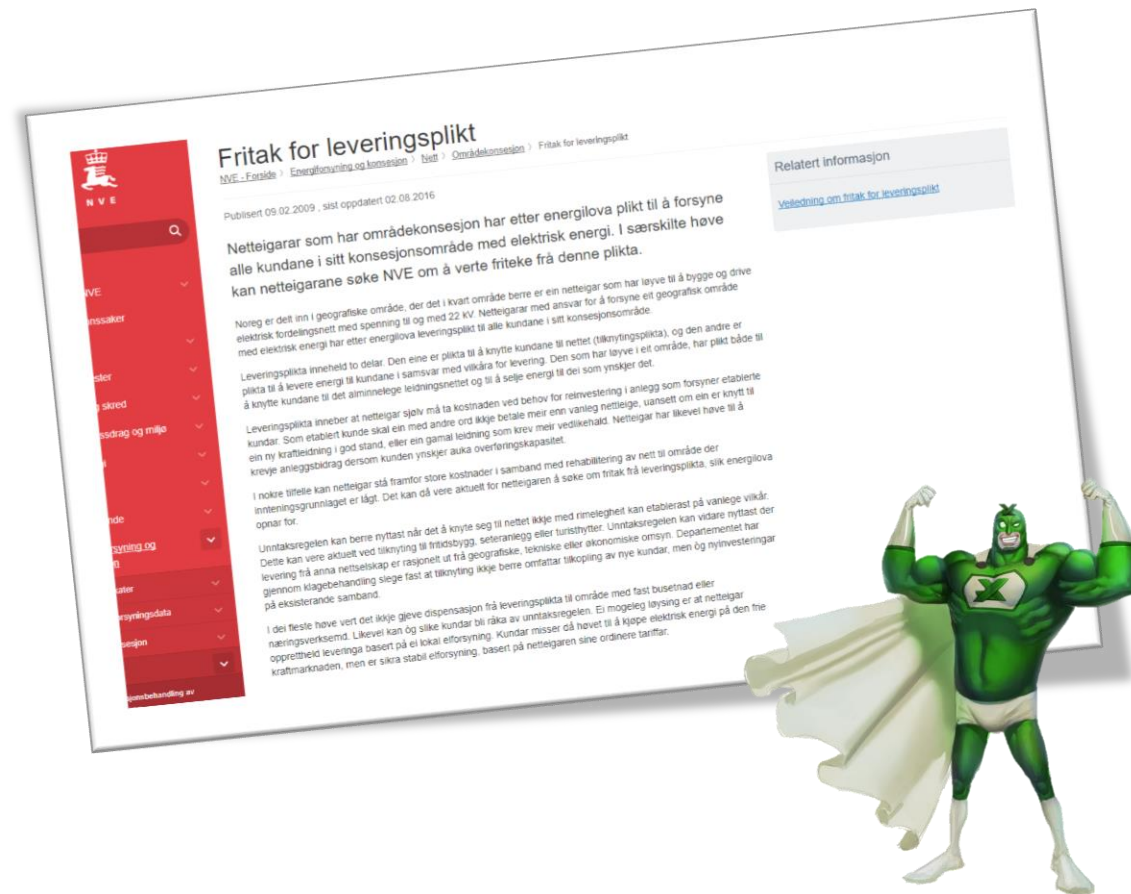 NVE
Fritak for leveringsplikt
NVE - Forside 〉 Energiforsyning og konsesjon 〉 Nett 〉 Områdekonsesjon 〉 Fritak for leveringsplikt
Publisert 09.02.2009 , sist oppdatert 02.08.2016
Netteigarar som har områdekonsesjon har etter energilova plikt til å forsyne
alle kundane i sitt konsesjonsområde med elektrisk energi. I særskilte høve
kan netteigarane søke NVE om å verte friteke frå denne plikta.
Noreg er delt inn i geografiske område, der det i kvart område berre er ein netteigar som har løyve til å bygge og drive
elektrisk fordelingsnett med spenning til og med 22 kV. Netteigarar med ansvar for å forsyne eit geografisk område
med elektrisk energi har etter energilova leveringsplikt til alle kundane i sitt konsesjonsområde.
Leveringsplikta inneheld to delar. Den eine er plikta til å knytte kundane til nettet (tilknytingsplikta), og den andre er
plikta til å levere energi til kundane i samsvar med vilkåra for levering. Den som har løyve i eit område, har plikt både til
å knytte kundane til det alminnelege leidningsnettet og til å selje energi til dei som ynskjer det.
Leveringsplikta inneber at netteigar sjølv må ta kostnaden ved behov for reinvestering i anlegg som forsyner etablerte
kundar. Som etablert kunde skal ein med andre ord ikkje betale meir enn vanleg nettleige, uansett om ein er knytt til
ein ny kraftleidning i god stand, eller ein gamal leidning som krev meir vedlikehald. Netteigar har likevel høve til å
krevje anleggsbidrag dersom kunden ynskjer auka overføringskapasitet.
I nokre tilfelle kan netteigar stå framfor store kostnader i samband med rehabilitering av nett til område der
innteningsgrunnlaget er lågt. Det kan då vere aktuelt for netteigaren å søke om fritak frå leveringsplikta, slik energilova
opnar for.
Unntaksregelen kan berre nyttast når det å knyte seg til nettet ikkje med rimelegheit kan etablerast på vanlege vilkår.
Dette kan vere aktuelt ved tilknyting til fritidsbygg, seteranlegg eller turisthytter. Unntaksregelen kan vidare nyttast der
levering frå anna nettselskap er rasjonelt ut frå geografiske, tekniske eller økonomiske omsyn. Departementet har
gjennom klagebehandling slege fast at tilknyting ikkje berre omfattar tilkopling av nye kundar, men òg nyinvesteringar
på eksisterande samband.
I dei fleste høve vert det ikkje gjeve dispensasjon frå leveringsplikta til område med fast busetnad eller
næringsverksemd. Likevel kan òg slike kundar bli råka av unntaksregelen. Ei mogeleg løysing er at netteigar
opprettheld leveringa basert på ei lokal elforsyning. Kundar misser då høvet til å kjøpe elektrisk energi på den frie
kraftmarknaden, men er sikra stabil elforsyning, basert på netteigaren sine ordinere tariffar.
Relatert informasjon
Veiledning om fritak for leveringsplikt
NVE
nssaker
ster
g skred
ssdrag og miljø
nde
rsyning og
kater
orsyningsdata
sesjon
sjonsbehandling av
X